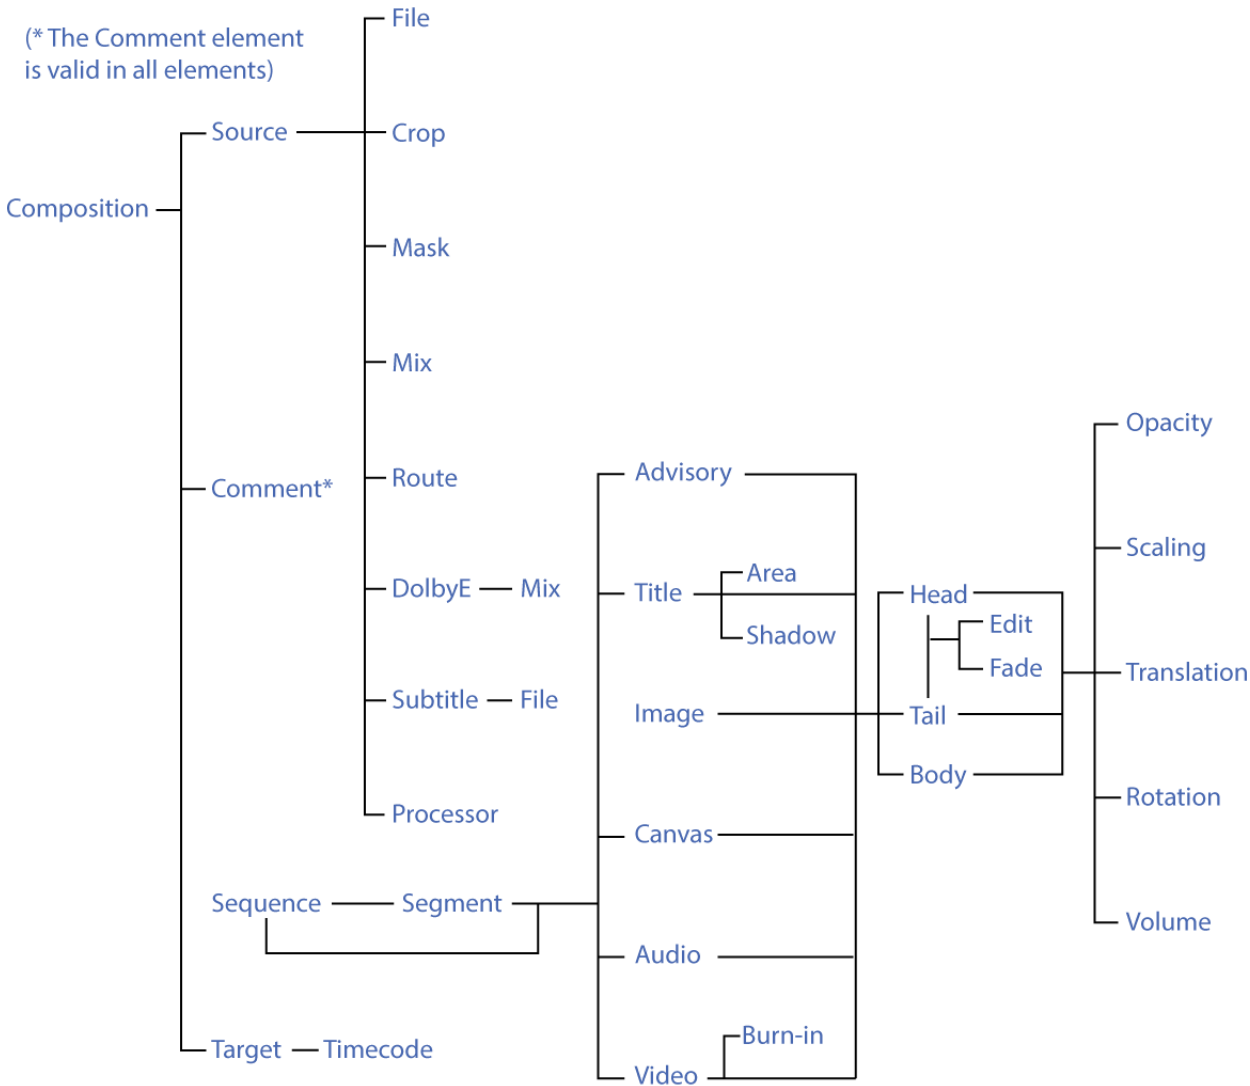 (* The Comment element
is valid in all elements)
File
Source
Crop
Composition
Mask
Mix
Route
Comment*
DolbyE
Mix
Subtitle
File
Processor
Sequence
Segment
Target
Timecode
Advisory
Title
Area
Shadow
Image
Canvas
Audio
Burn-in
Video
Head
Edit
Fade
Tail
Body
Opacity
Scaling
Translation
Rotation
Volume